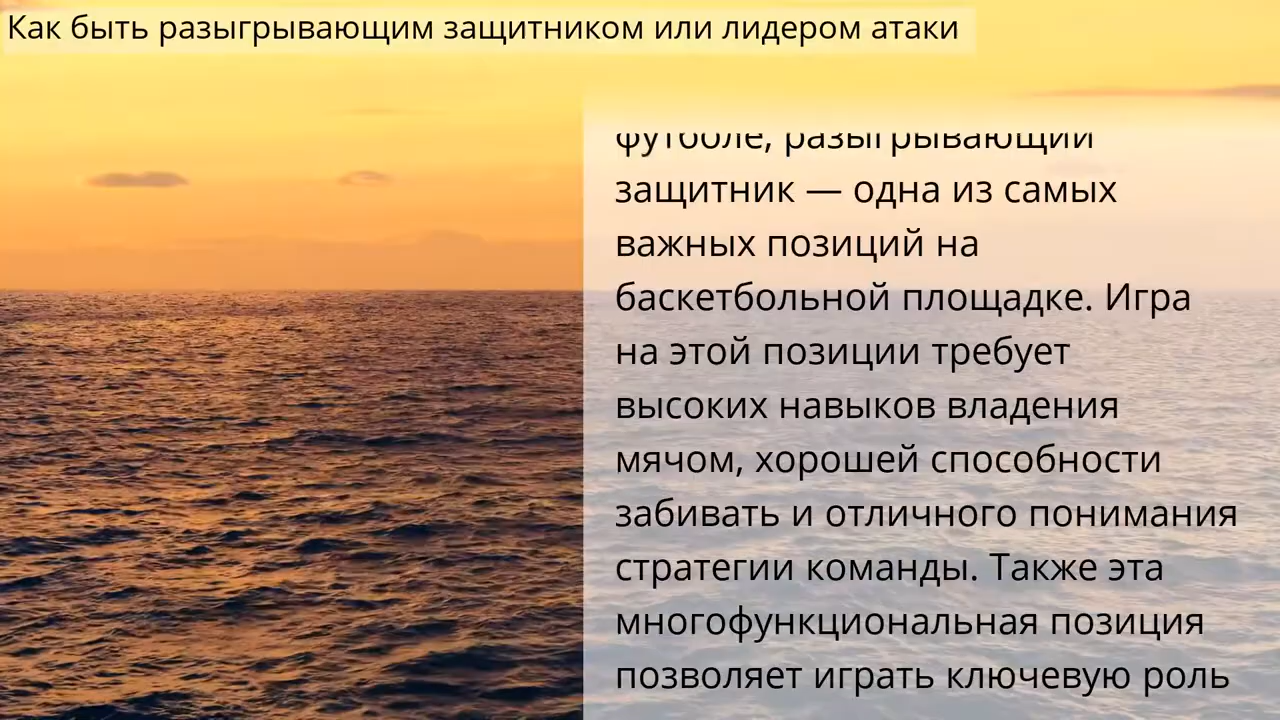 Как быть разыгрывающим защитником или лидером атаки
футболе, разыгрывающий
защитник — одна из самых
важных позиций на
баскетбольной площадке. Игра
на этой позиции требует
высоких навыков владения
мячом, хорошей способности
забивать и отличного понимания
стратегии команды. Также эта
многофункциональная позиция
позволяет играть ключевую роль